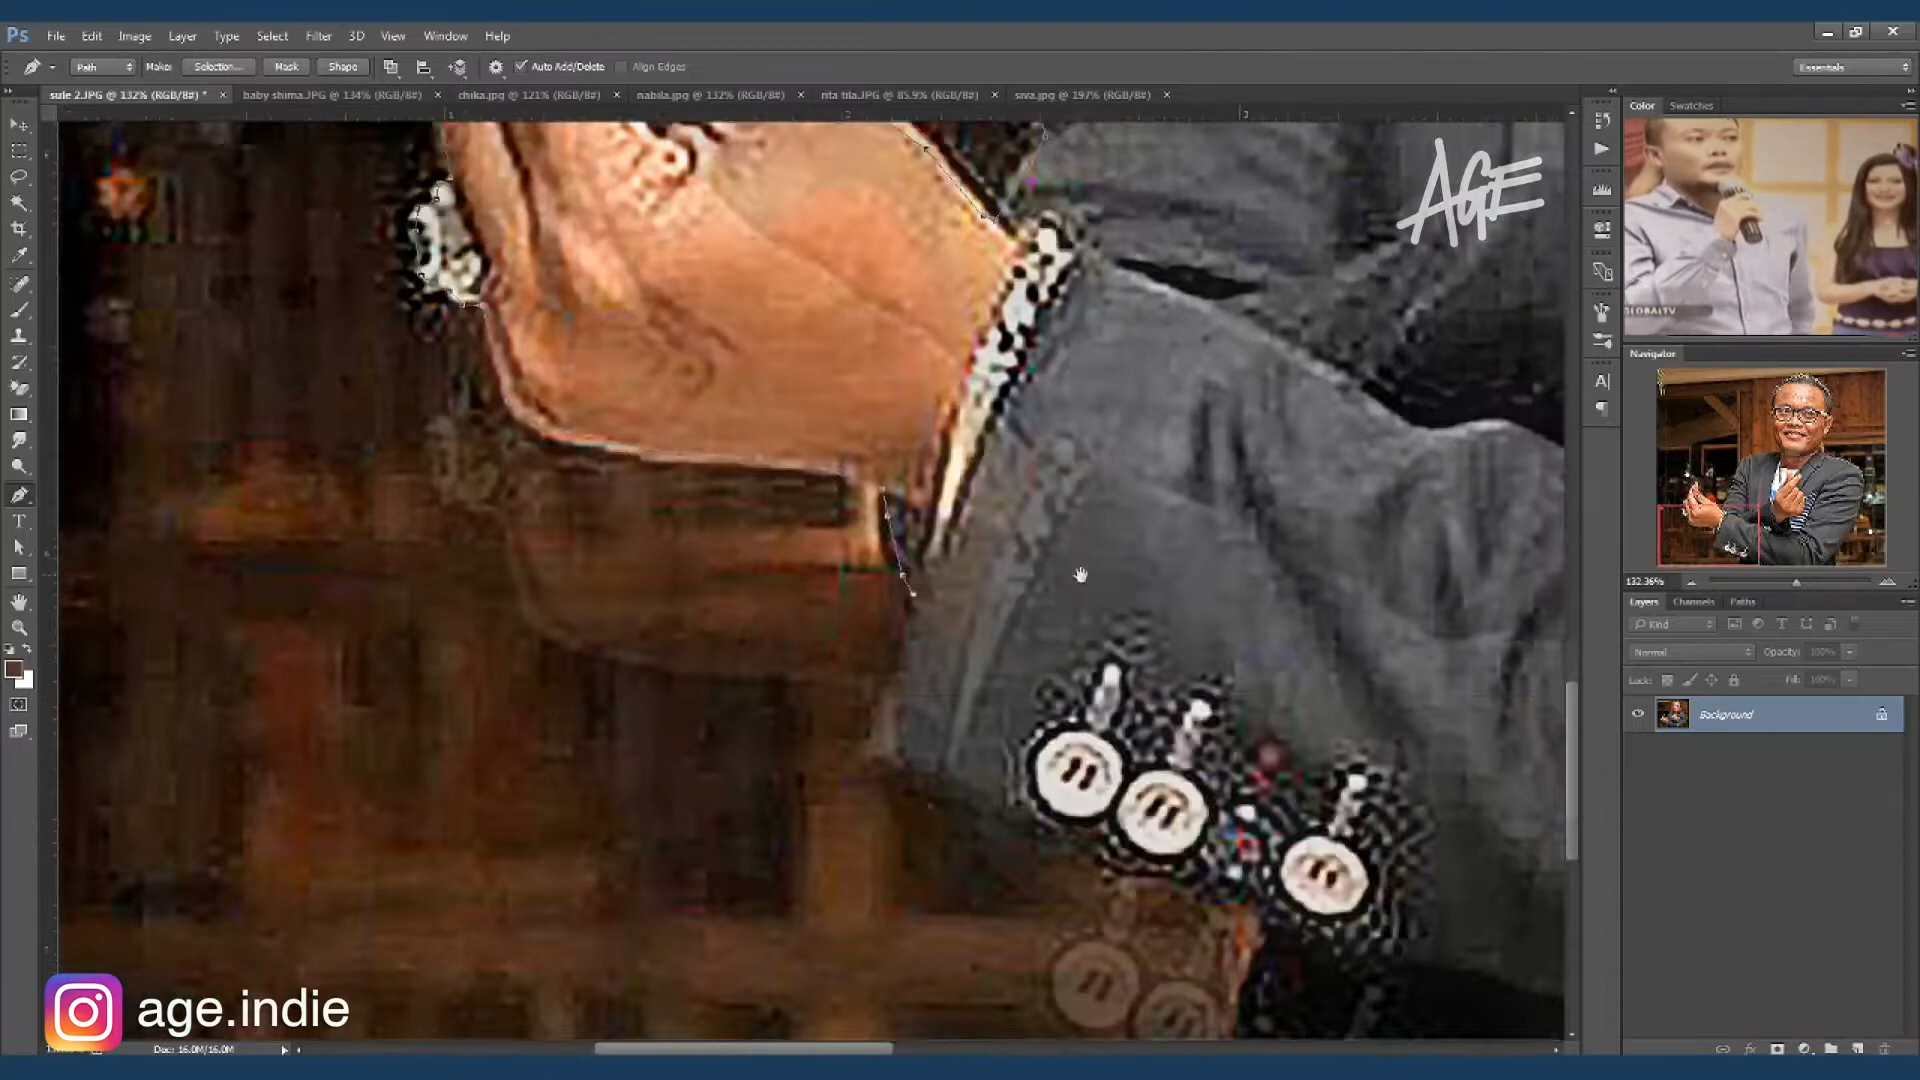 Ps File Edit Image Layer Type Select Filter 3D View Window Help
Path Make: Selection... Mask Shape Auto Add/Delete Align Edges Essentials
sule 2.JPG @ 132% (RGB/8#) * × baby shima.JPG @ 134% (RGB/8#) × chika.jpg @ 121% (RGB/8#) × nabila.jpg @ 132% (RGB/8#) × rita tila.JPG @ 85.9% (RGB/8#) × siva.jpg @ 197% (RGB/8#) ×
Color Swatches
AGE
GLOBALTV
Navigator
132.36%
Layers Channels Paths
Kind
Normal Opacity: 100%
Lock: Fill: 100%
Background
age.indie
Doc: 16.0M/16.0M